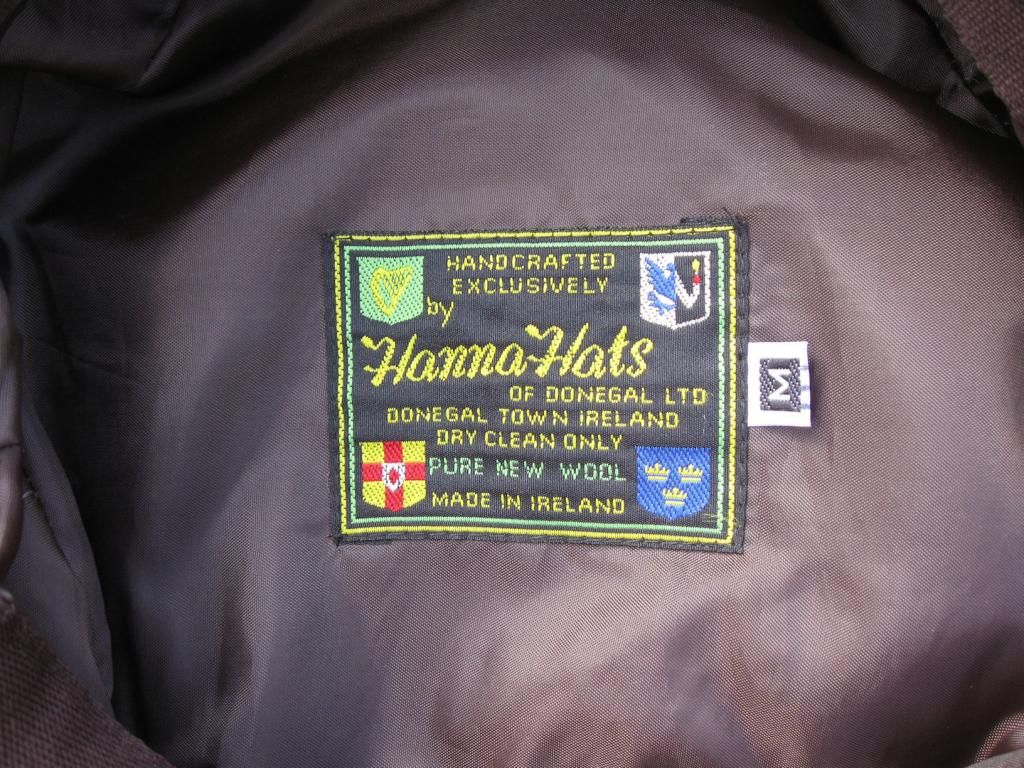 HANDCRAFTED
EXCLUSIVELY
by
Hanna Hats
OF DONEGAL LTD
DONEGAL TOWN IRELAND
DRY CLEAN ONLY
PURE NEW WOOL
MADE IN IRELAND
M